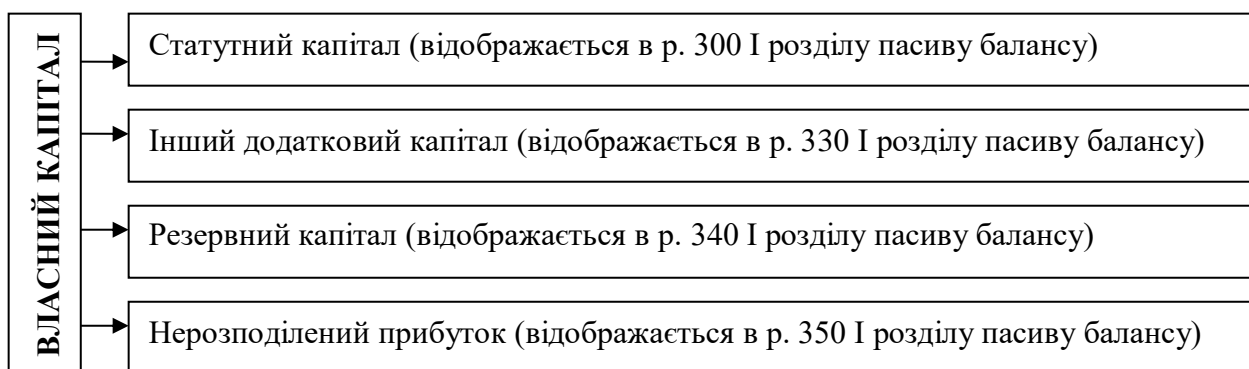 ВЛАСНИЙ КАПІТАЛ
Статутний капітал (відображається в р. 300 І розділу пасиву балансу)
Інший додатковий капітал (відображається в р. 330 І розділу пасиву балансу)
Резервний капітал (відображається в р. 340 І розділу пасиву балансу)
Нерозподілений прибуток (відображається в р. 350 І розділу пасиву балансу)